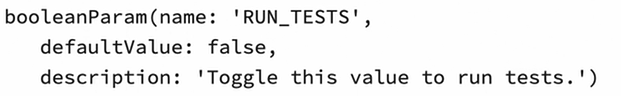 booleanParam(name: 'RUN_TESTS',
   defaultValue: false,
   description: 'Toggle this value to run tests.')